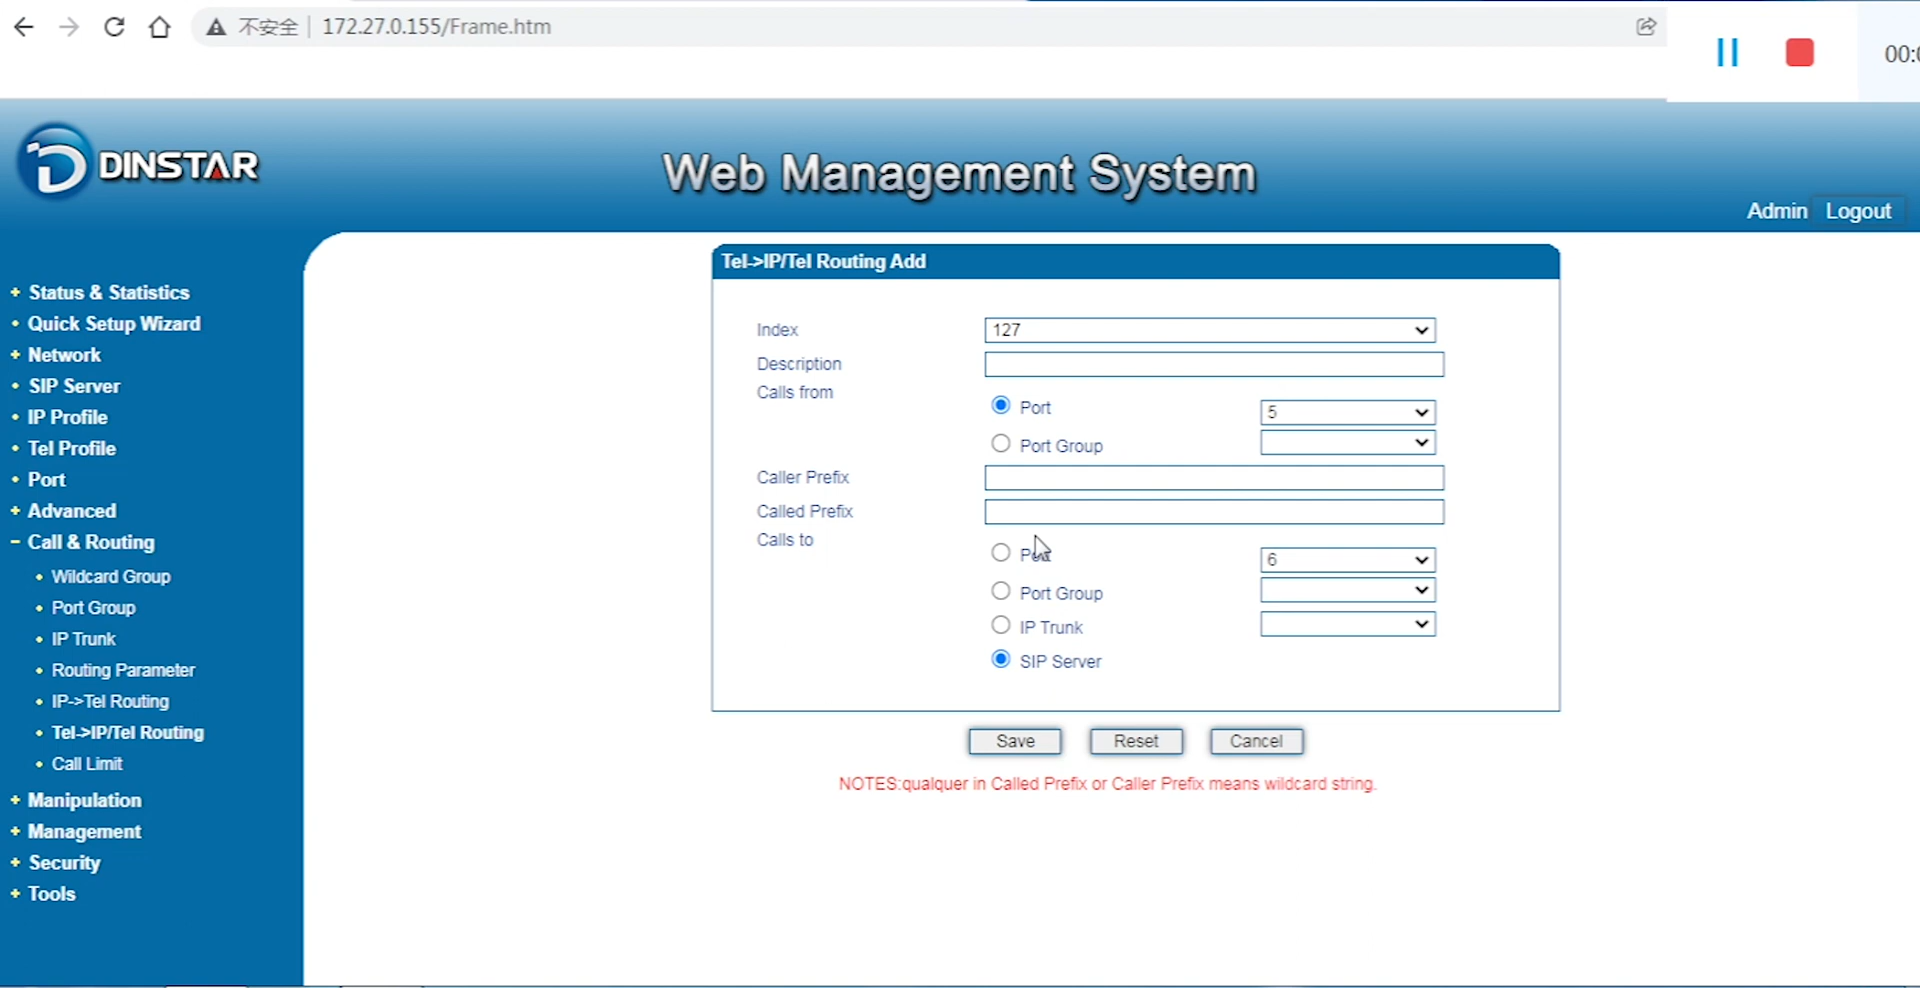 不安全 172.27.0.155/Frame.htm
00:
DINSTAR
Web Management System
Admin Logout
Status & Statistics
Quick Setup Wizard
Network
SIP Server
IP Profile
Tel Profile
Port
Advanced
Call & Routing
Wildcard Group
Port Group
IP Trunk
Routing Parameter
IP->Tel Routing
Tel->IP/Tel Routing
Call Limit
Manipulation
Management
Security
Tools
Tel->IP/Tel Routing Add
Index 127
Description
Calls from
Port 5
Port Group
Caller Prefix
Called Prefix
Calls to
Port 6
Port Group
IP Trunk
SIP Server
Save Reset Cancel
NOTES:qualquer in Called Prefix or Caller Prefix means wildcard string.